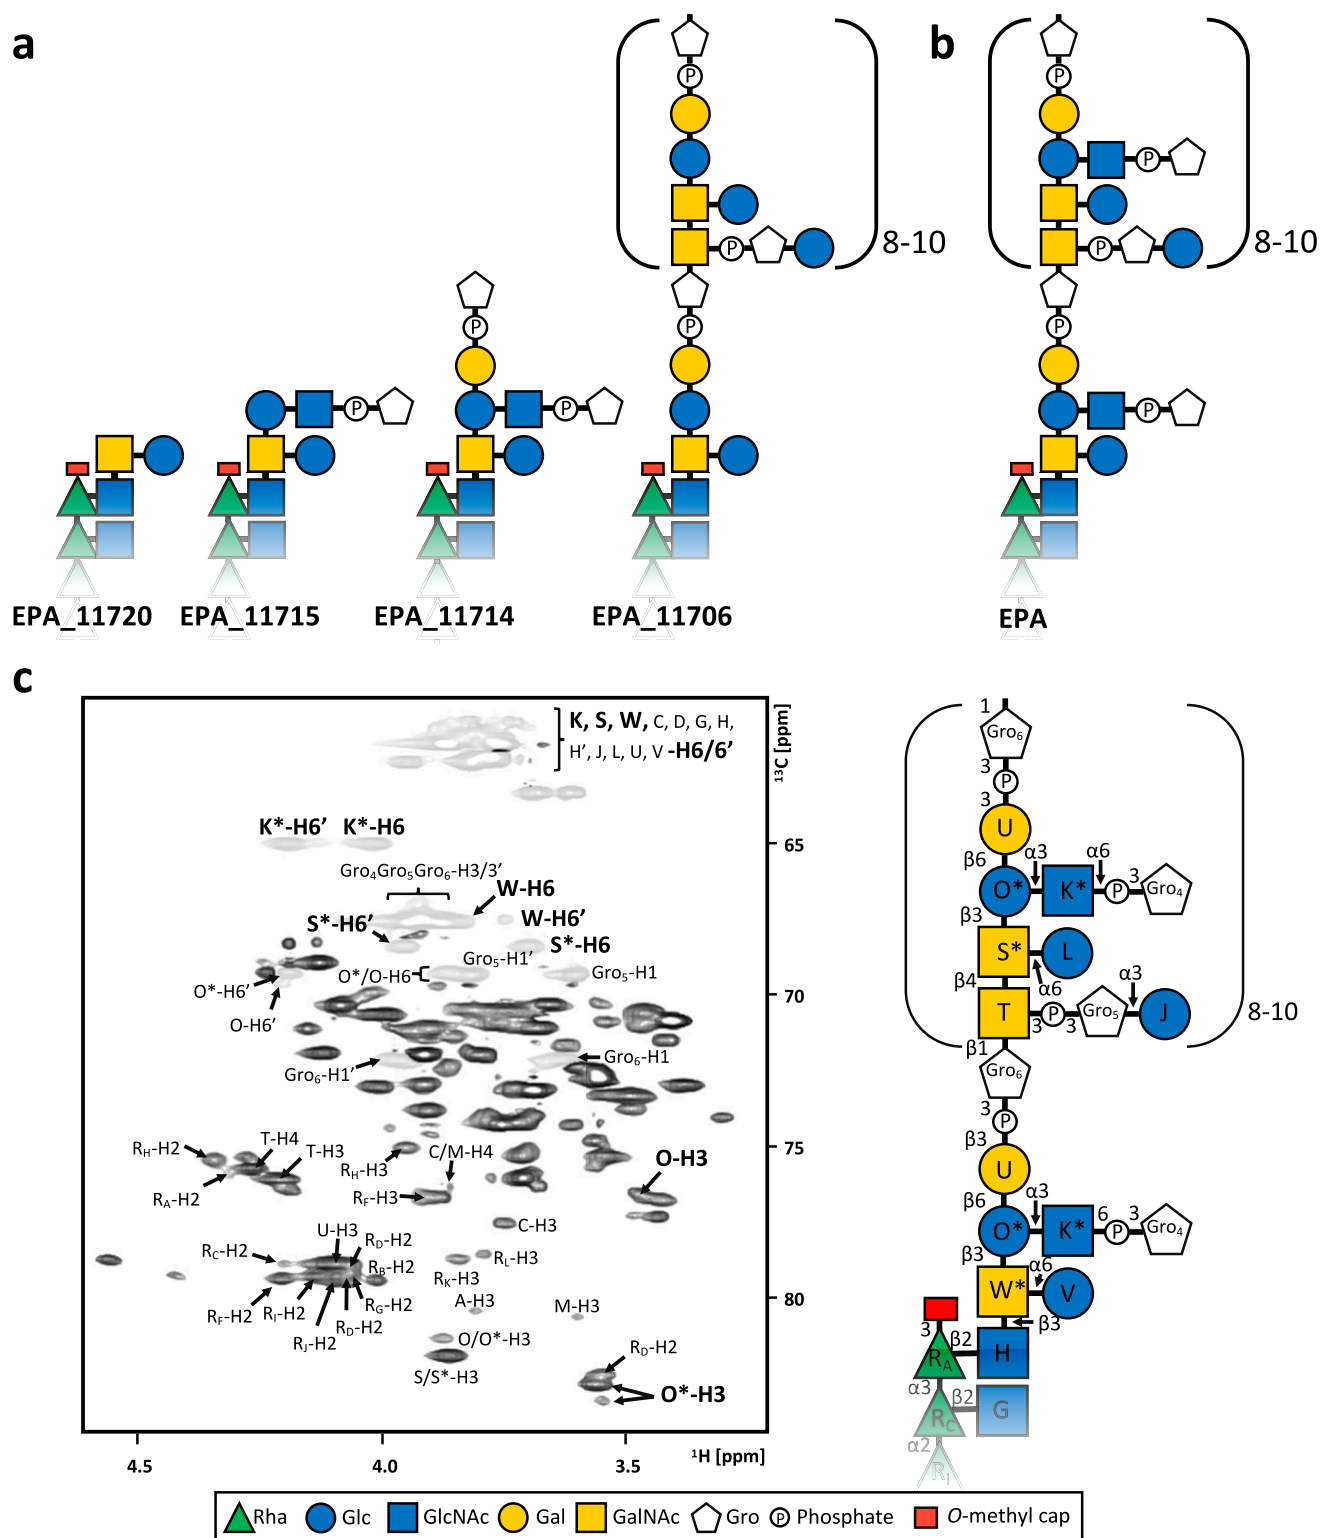 a
b
P
P
8-10
P
P
8-10
P
P
P
P
P
P
P
P
EPA_11720
EPA_11715
EPA_11714
EPA_11706
EPA
c
K, S, W, C, D, G, H,
H', J, L, U, V -H6/6'
13C [ppm]
K*-H6'
K*-H6
65
Gro4Gro5Gro6-H3/3'
W-H6
S*-H6'
W-H6'
S*-H6
Gro5-H1'
O*/O-H6
Gro5-H1
O*-H6'
70
O-H6'
Gro6-H1
Gro6-H1'
T-H4
RH-H2
T-H3
C/M-H4
75
RH-H3
O-H3
RA-H2
RF-H3
C-H3
U-H3
RD-H2
RC-H2
RL-H3
RB-H2
RK-H3
RF-H2
RI-H2
RG-H2
A-H3
M-H3
80
RD-H2
RJ-H2
O/O*-H3
RD-H2
S/S*-H3
O*-H3
4.5
4.0
3.5
1H [ppm]
1
Gro6
3
P
3
U
β6
α3
α6
O*
K*
P
3
Gro4
β3
S*
L
β4
α6
α3
T
3
P
3
Gro5
J
8-10
β1
Gro6
3
P
β3
U
β6
α3
O*
K*
6
P
3
Gro4
β3
α6
W*
V
β3
3
RA
β2
H
α3
RC
β2
G
α2
RI
Rha
Glc
GlcNAc
Gal
GalNAc
Gro
P
Phosphate
O-methyl cap